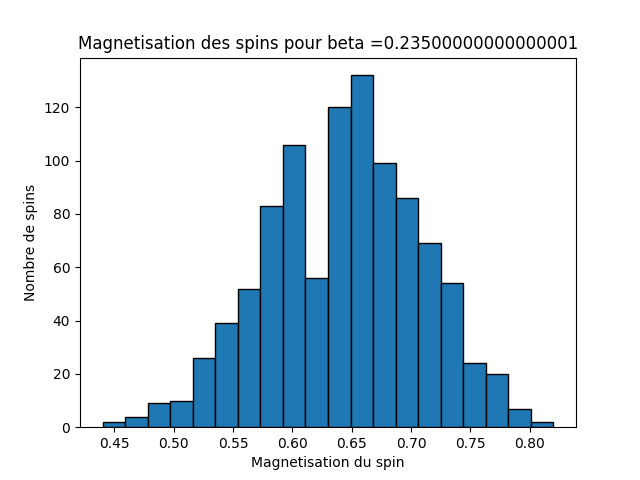 Magnetisation des spins pour beta =0.23500000000000001
Nombre de spins
120
100
80
60
40
20
0
0.45 0.50 0.55 0.60 0.65 0.70 0.75 0.80
Magnetisation du spin